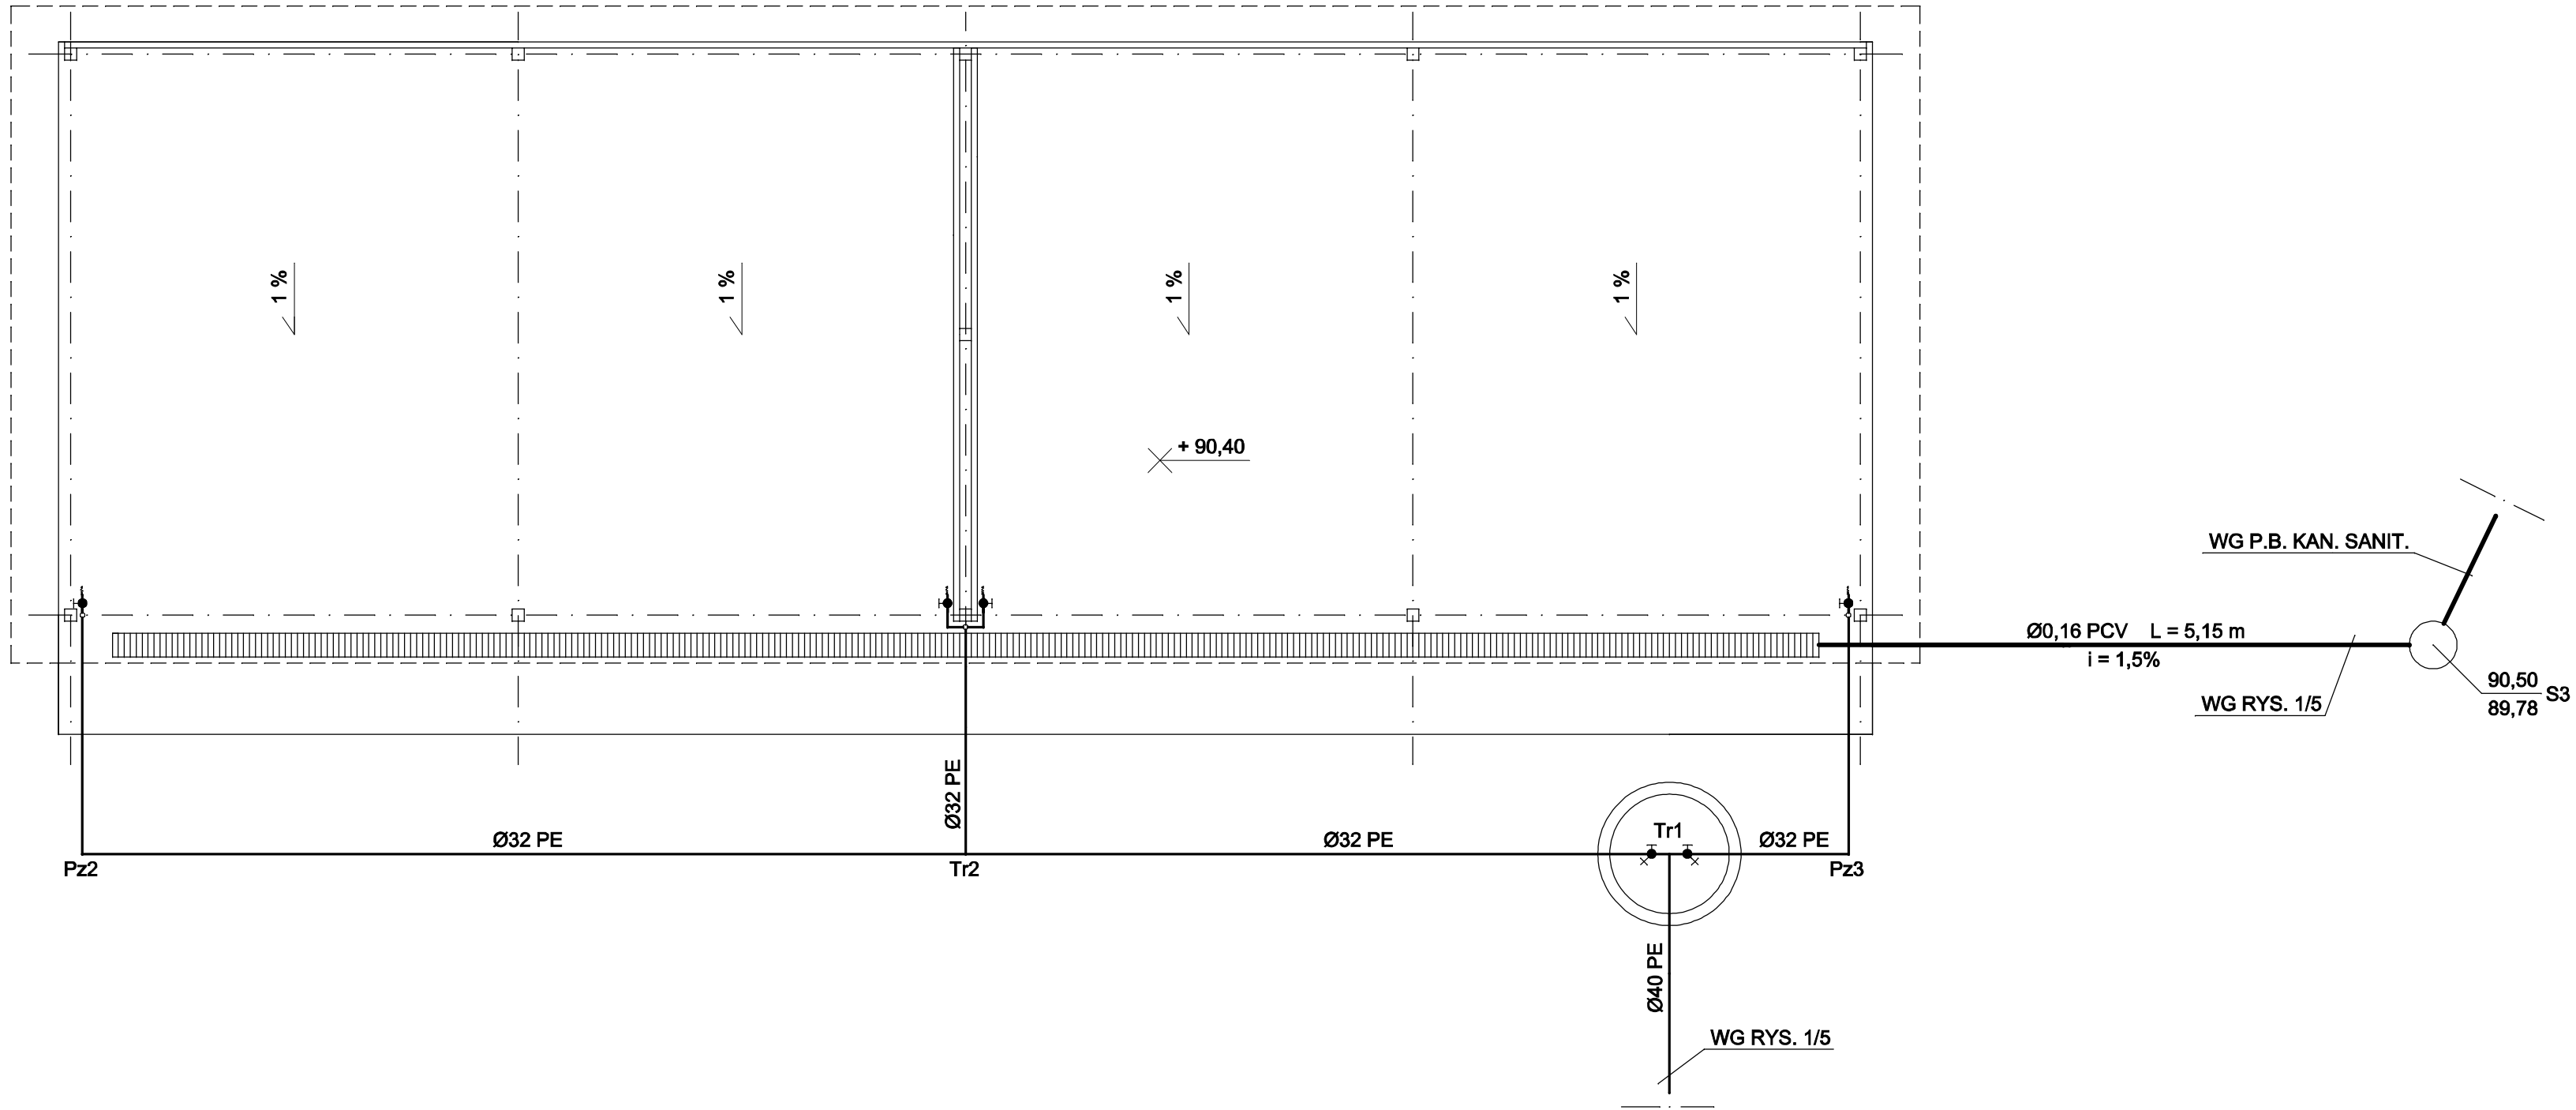 1 %
1 %
1 %
1 %
+ 90,40
WG P.B. KAN. SANIT.
Ø0,16 PCV L = 5,15 m
i = 1,5%
90,50
S3
89,78
WG RYS. 1/5
Ø32 PE
Ø32 PE
Ø32 PE
Tr1
Ø32 PE
Pz2
Tr2
Pz3
Ø40 PE
WG RYS. 1/5